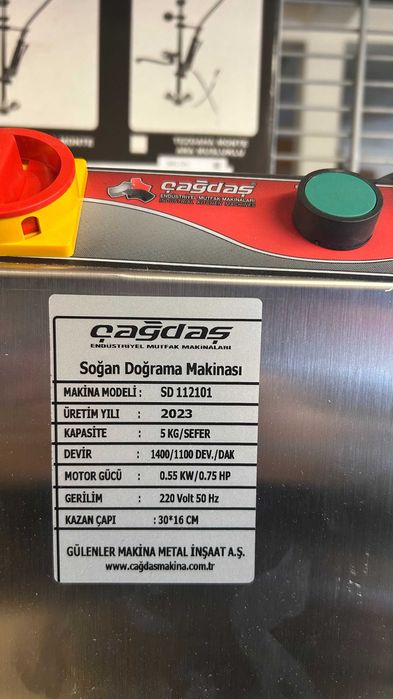 çağdaş
ENDÜSTRİYEL MUTFAK MAKİNALARI
çağdaş
ENDÜSTRİYEL MUTFAK MAKİNALARI
Soğan Doğrama Makinası
MAKİNA MODELİ : SD 112101
ÜRETİM YILI : 2023
KAPASİTE : 5 KG/SEFER
DEVİR : 1400/1100 DEV./DAK
MOTOR GÜCÜ : 0.55 KW/0.75 HP
GERİLİM : 220 Volt 50 Hz
KAZAN ÇAPI : 30*16 CM
GÜLENLER MAKİNA METAL İNŞAAT A.Ş.
www.cağdasmakina.com.tr